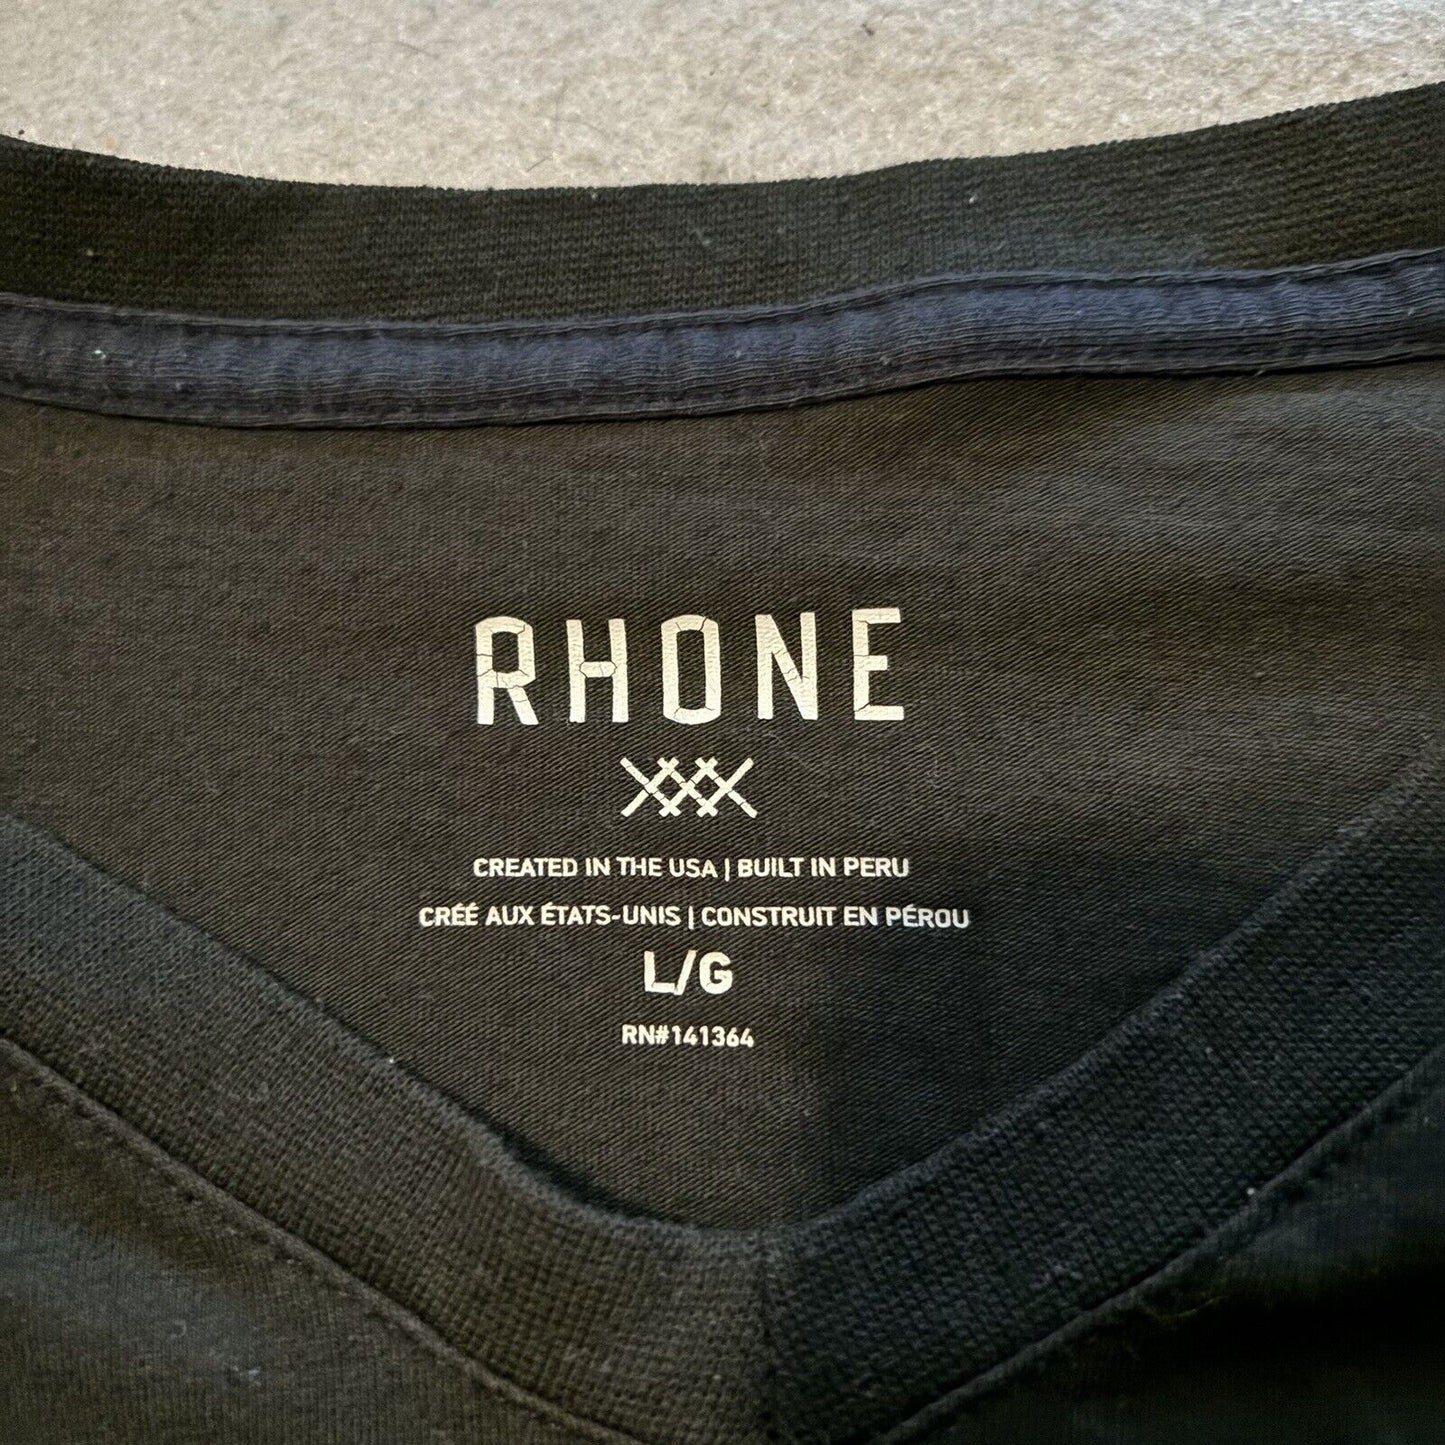 RHONE
CREATED IN THE USA | BUILT IN PERU
CRÉÉ AUX ÉTATS-UNIS | CONSTRUIT EN PÉROU
L/G
RN#141364